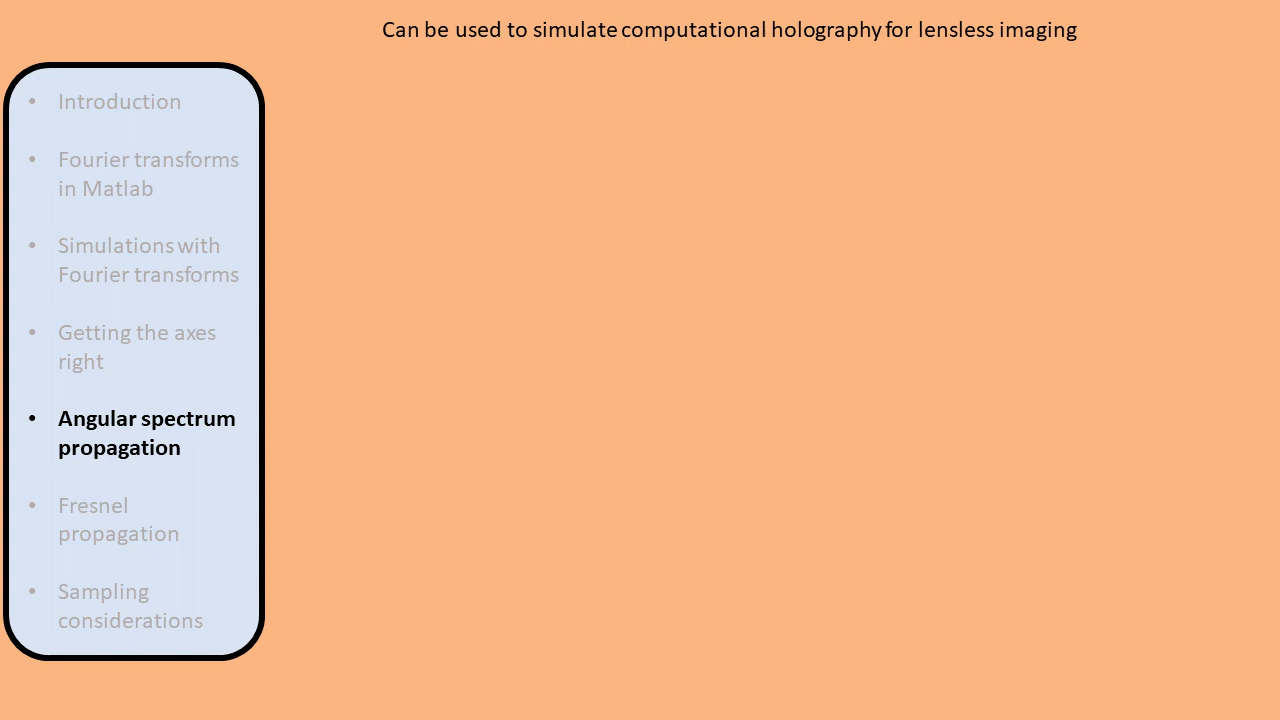 Can be used to simulate computational holography for lensless imaging
• Introduction
• Fourier transforms
in Matlab
• Simulations with
Fourier transforms
• Getting the axes
right
• Angular spectrum
propagation
• Fresnel
propagation
• Sampling
considerations